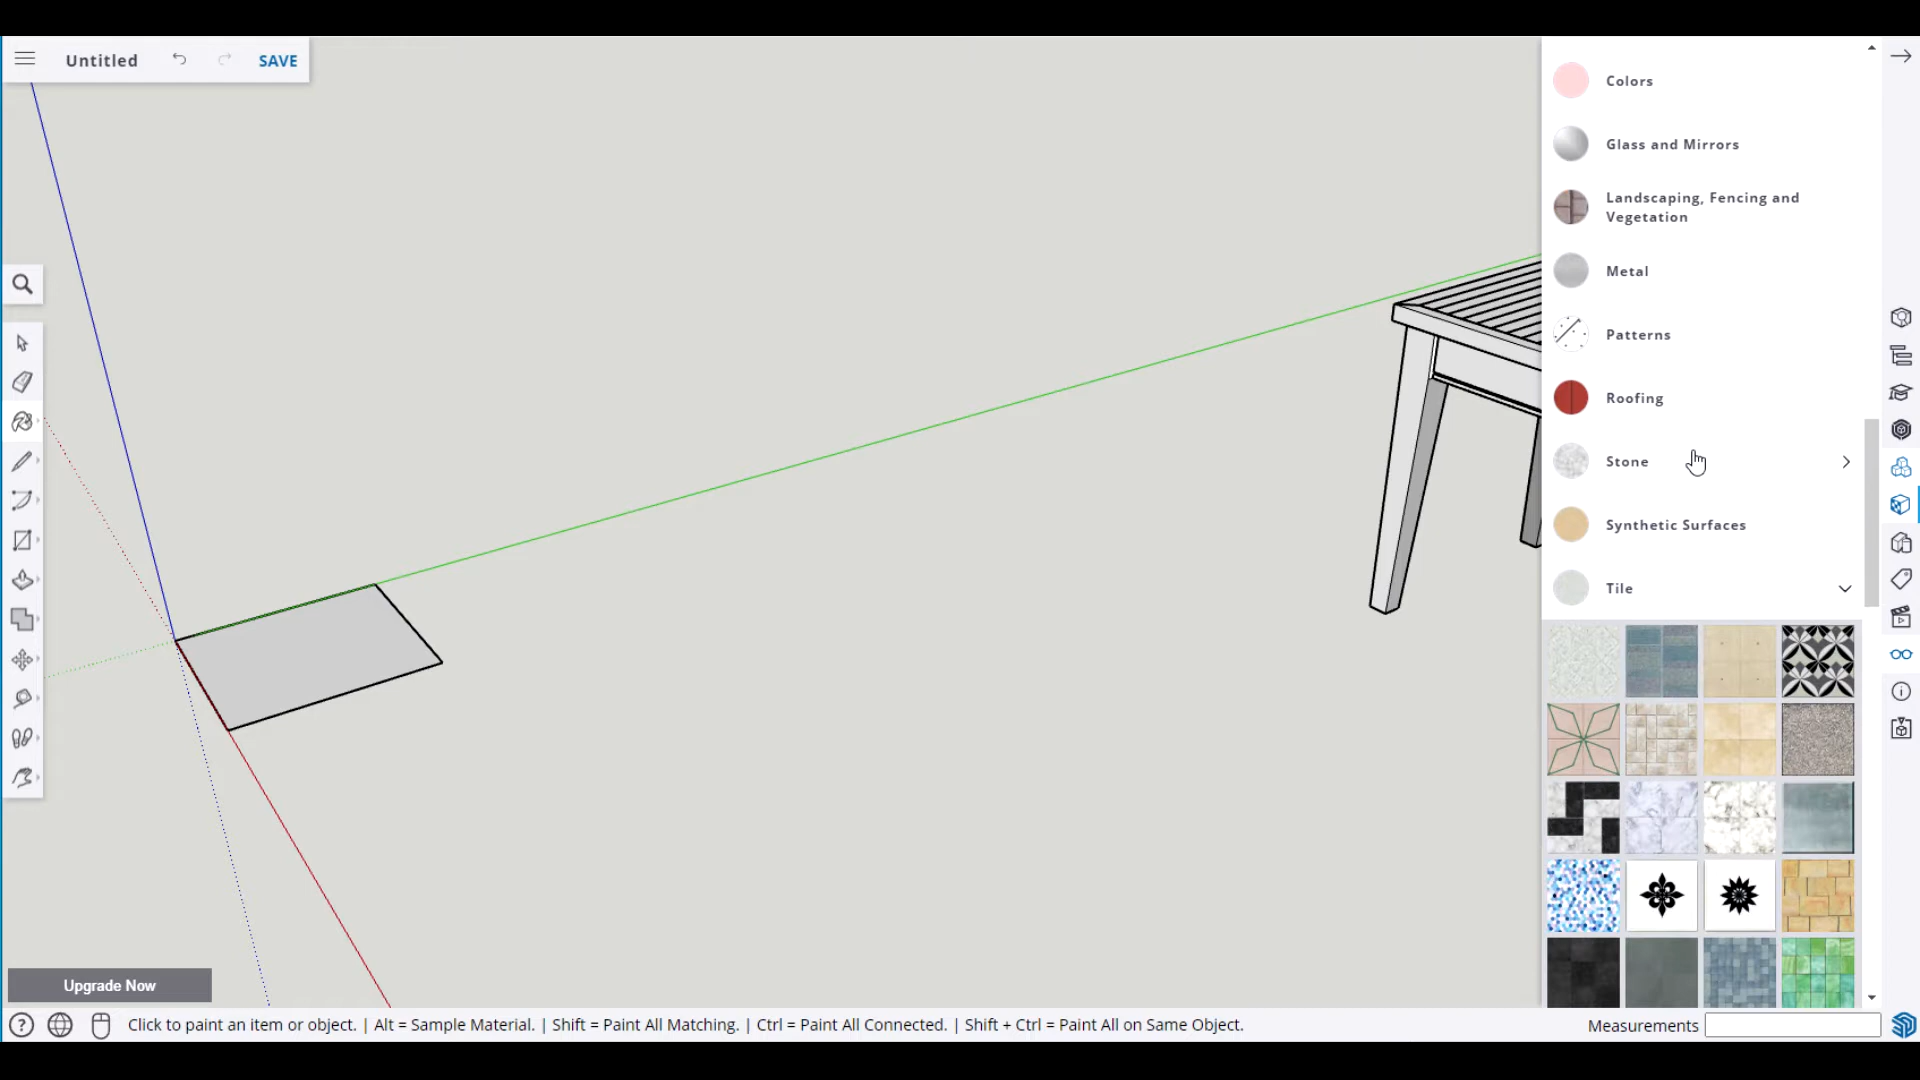 Untitled
SAVE
Colors
Glass and Mirrors
Landscaping, Fencing and
Vegetation
Metal
Patterns
Roofing
Stone
Synthetic Surfaces
Tile
Upgrade Now
Click to paint an item or object. | Alt = Sample Material. | Shift = Paint All Matching. | Ctrl = Paint All Connected. | Shift + Ctrl = Paint All on Same Object.
Measurements